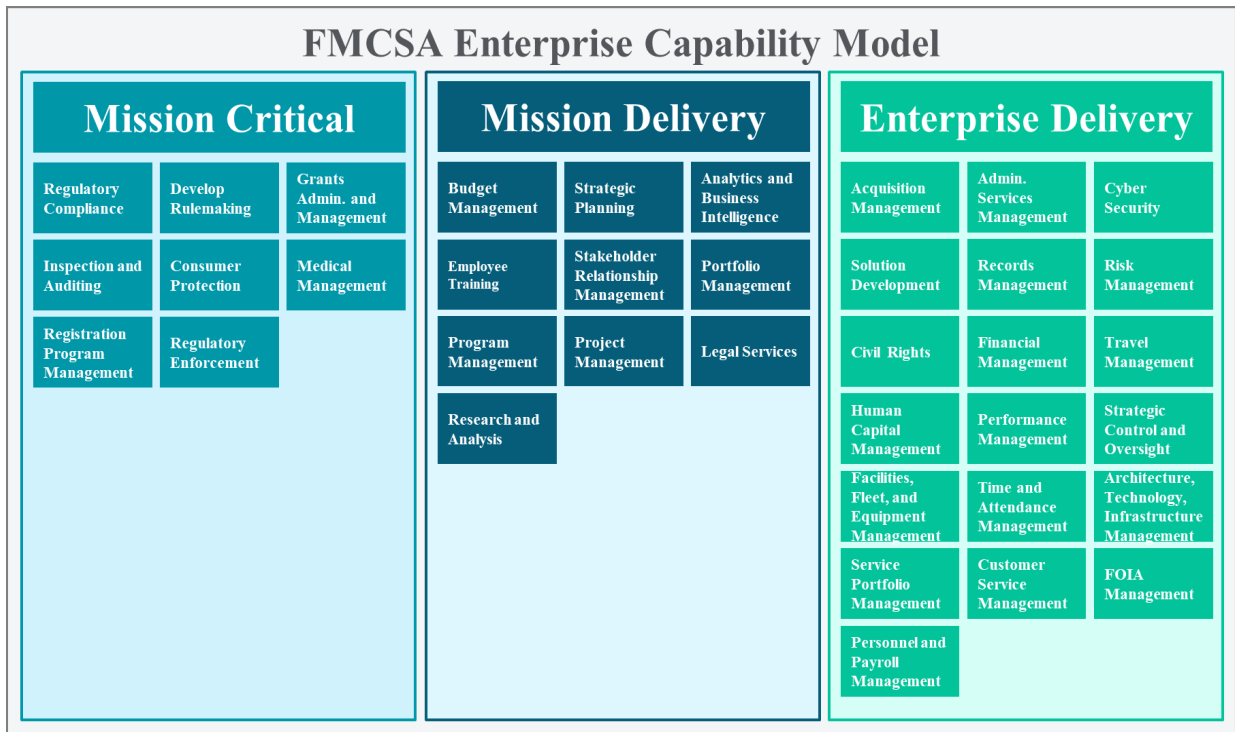 FMCSA Enterprise Capability Model
Mission Critical
Regulatory
Compliance
Develop
Rulemaking
Grants
Admin. and
Management
Inspection and
Auditing
Consumer
Protection
Medical
Management
Registration
Program
Management
Regulatory
Enforcement
Mission Delivery
Budget
Management
Strategic
Planning
Analytics and
Business
Intelligence
Employee
Training
Stakeholder
Relationship
Management
Portfolio
Management
Program
Management
Project
Management
Legal Services
Research and
Analysis
Enterprise Delivery
Acquisition
Management
Admin.
Services
Management
Cyber
Security
Solution
Development
Records
Management
Risk
Management
Civil Rights
Financial
Management
Travel
Management
Human
Capital
Management
Performance
Management
Strategic
Control and
Oversight
Facilities,
Fleet, and
Equipment
Management
Time and
Attendance
Management
Architecture,
Technology,
Infrastructure
Management
Service
Portfolio
Management
Customer
Service
Management
FOIA
Management
Personnel and
Payroll
Management